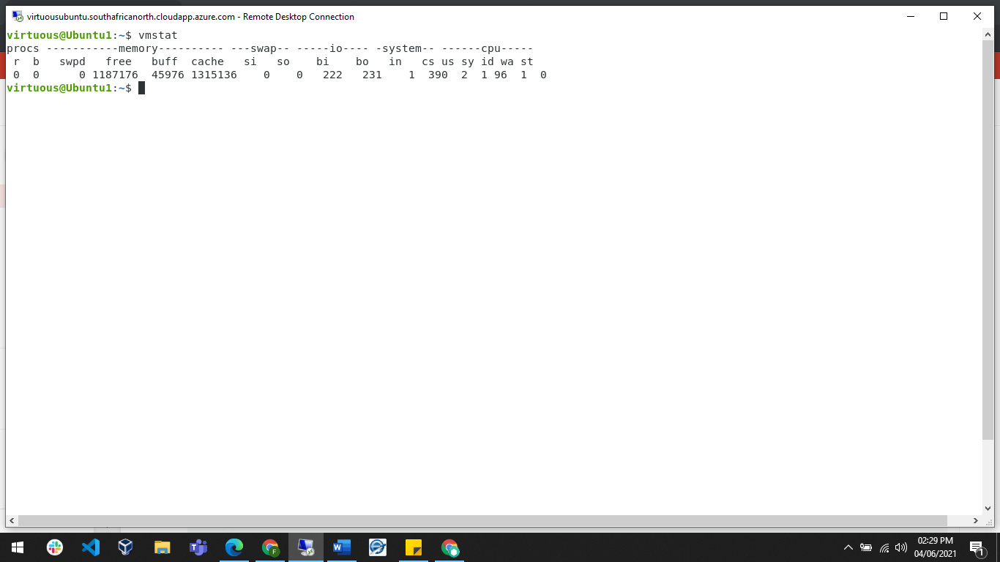 virtuousubuntu.southafricanorth.cloudapp.azure.com - Remote Desktop Connection
virtuous@Ubuntu1:~$ vmstat
procs -----------memory---------- ---swap-- -----io---- -system-- ------cpu-----
 r  b   swpd   free   buff  cache   si   so    bi    bo   in   cs us sy id wa st
 0  0      0 1187176  45976 1315136    0    0   222   231    1  390  2  1 96  1  0
virtuous@Ubuntu1:~$
F
W
02:29 PM
04/06/2021
1